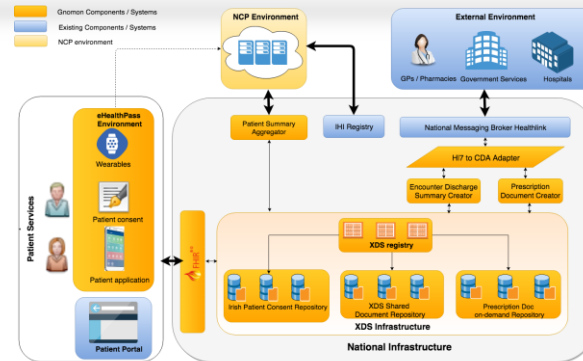 Gnomon Components / Systems
Existing Components / Systems
NCP environment
NCP Environment
External Environment
GPs / Pharmacies
Government Services
Hospitals
eHealthPass
Environment
Wearables
Patient consent
Patient application
Patient Services
Patient Portal
Patient Summary
Aggregator
IHI Registry
National Messaging Broker Healthlink
Hl7 to CDA Adapter
Encounter Discharge
Summary Creator
Prescription
Document Creator
FHIR
XDS registry
Irish Patient Consent Repository
XDS Shared
Document Repository
Prescription Doc
on-demand Repository
XDS Infrastructure
National Infrastructure